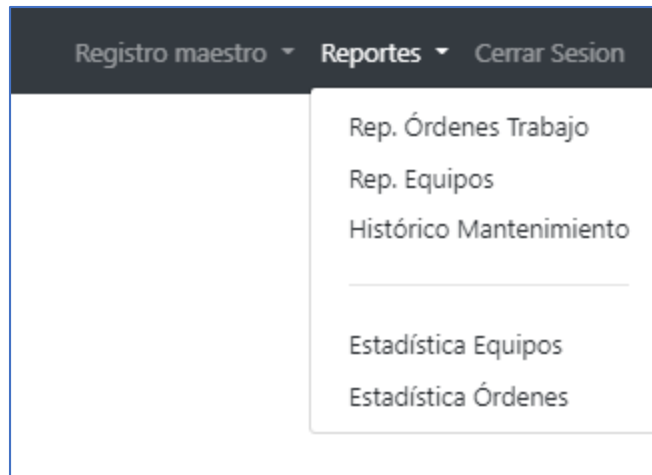 Registro maestro Reportes Cerrar Sesion
Rep. Órdenes Trabajo
Rep. Equipos
Histórico Mantenimiento
Estadística Equipos
Estadística Órdenes